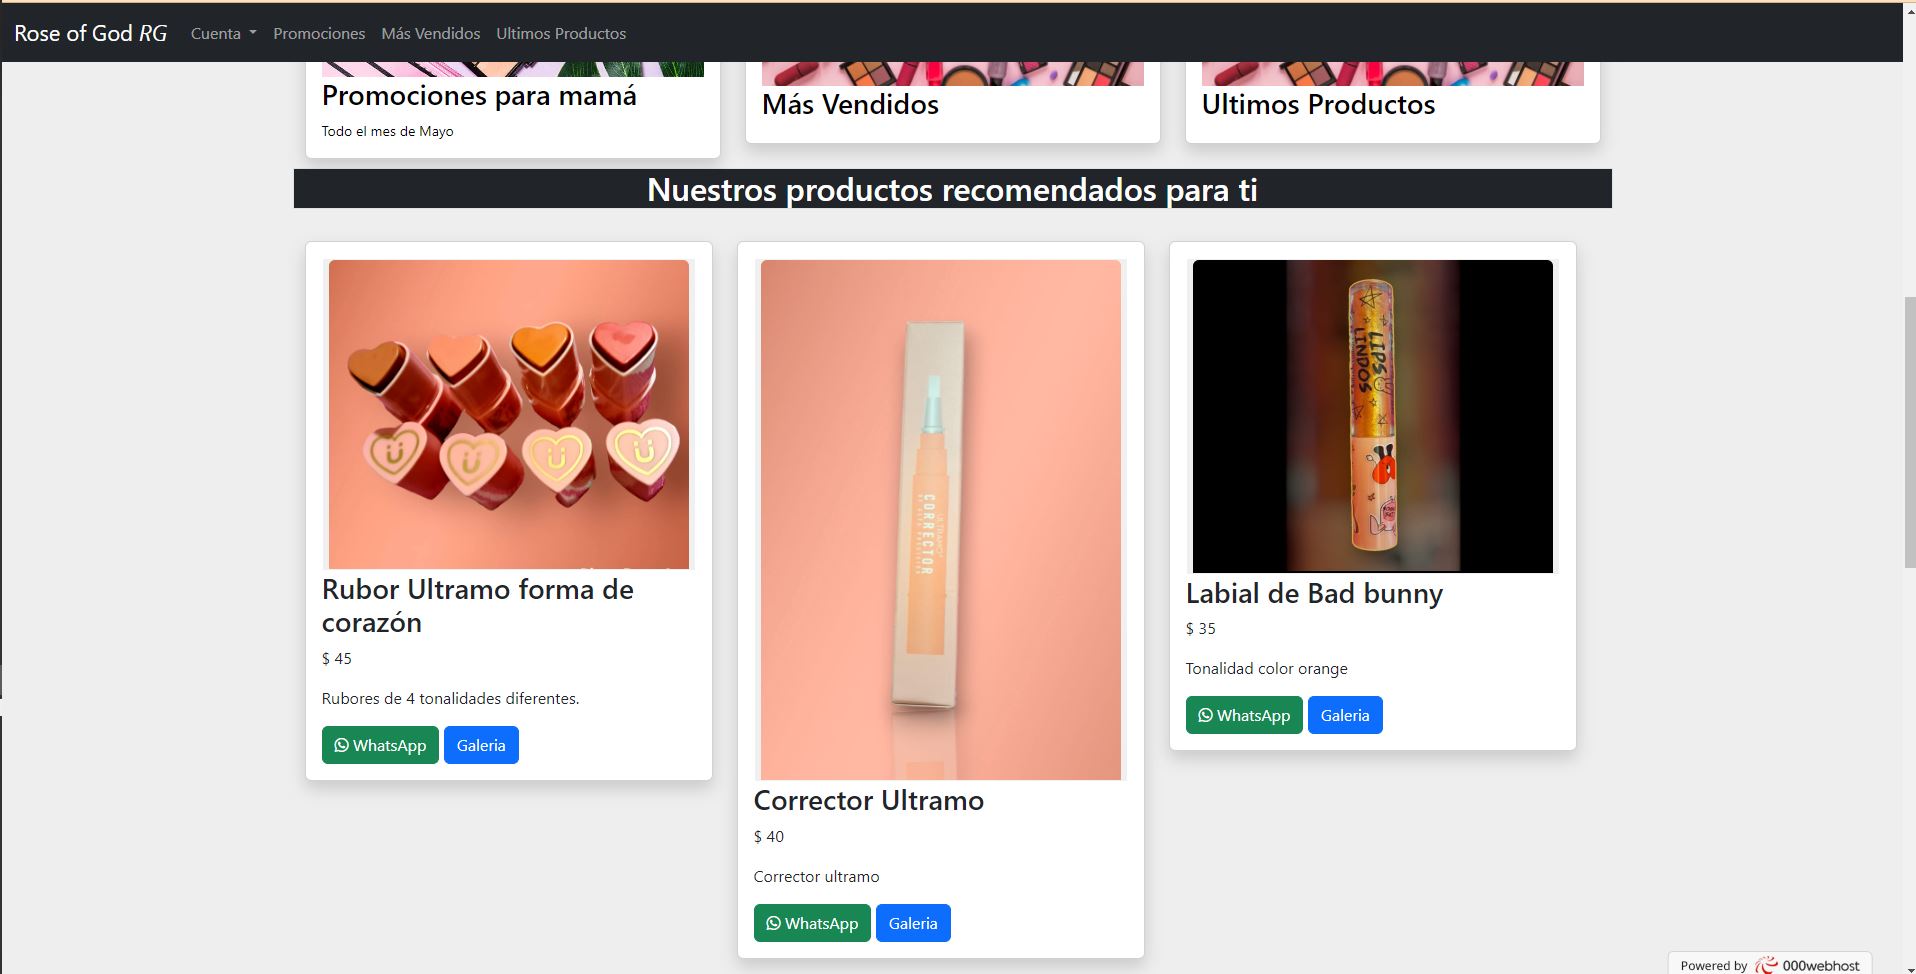 Rose of God RG
Cuenta
Promociones
Más Vendidos
Ultimos Productos
Promociones para mamá
Todo el mes de Mayo
Más Vendidos
Ultimos Productos
Nuestros productos recomendados para ti
Rubor Ultramo forma de
corazón
$ 45
Rubores de 4 tonalidades diferentes.
WhatsApp
Galeria
CORRECTOR
Corrector Ultramo
$ 40
Corrector ultramo
WhatsApp
Galeria
LIPS
LINDOS
Labial de Bad bunny
$ 35
Tonalidad color orange
WhatsApp
Galeria
Powered by 000webhost